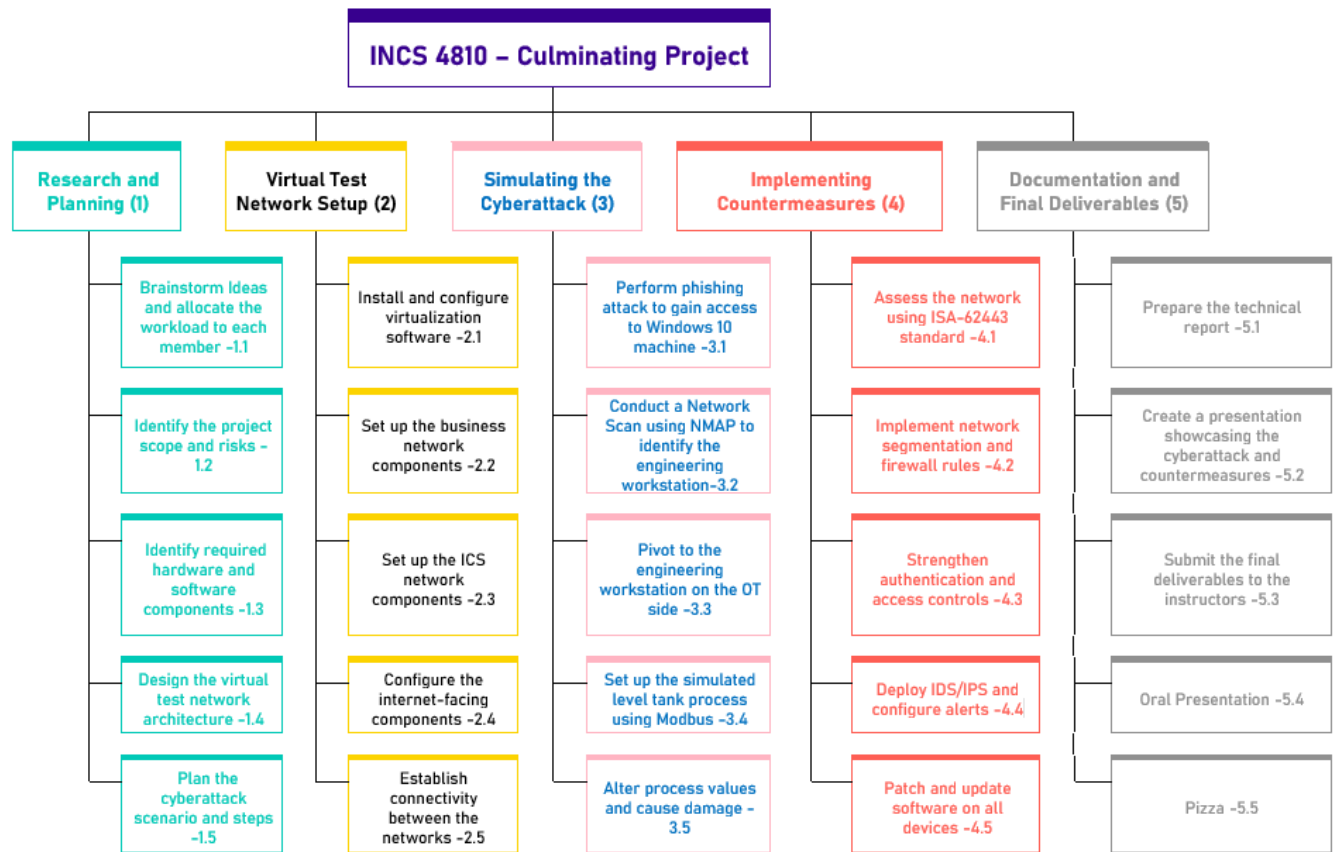 INCS 4810 – Culminating Project
Research and
Planning (1)
Virtual Test
Network Setup (2)
Simulating the
Cyberattack (3)
Implementing
Countermeasures (4)
Documentation and
Final Deliverables (5)
Brainstorm Ideas
and allocate the
workload to each
member -1.1
Identify the project
scope and risks -
1.2
Identify required
hardware and
software
components -1.3
Design the virtual
test network
architecture -1.4
Plan the
cyberattack
scenario and steps
-1.5
Install and configure
virtualization
software -2.1
Set up the business
network
components -2.2
Set up the ICS
network
components -2.3
Configure the
internet-facing
components -2.4
Establish
connectivity
between the
networks -2.5
Perform phishing
attack to gain access
to Windows 10
machine -3.1
Conduct a Network
Scan using NMAP to
identify the
engineering
workstation-3.2
Pivot to the
engineering
workstation on the OT
side -3.3
Set up the simulated
level tank process
using Modbus -3.4
Alter process values
and cause damage -
3.5
Assess the network
using ISA-62443
standard -4.1
Implement network
segmentation and
firewall rules -4.2
Strengthen
authentication and
access controls -4.3
Deploy IDS/IPS and
configure alerts -4.4
Patch and update
software on all
devices -4.5
Prepare the technical
report -5.1
Create a presentation
showcasing the
cyberattack and
countermeasures -5.2
Submit the final
deliverables to the
instructors -5.3
Oral Presentation -5.4
Pizza -5.5